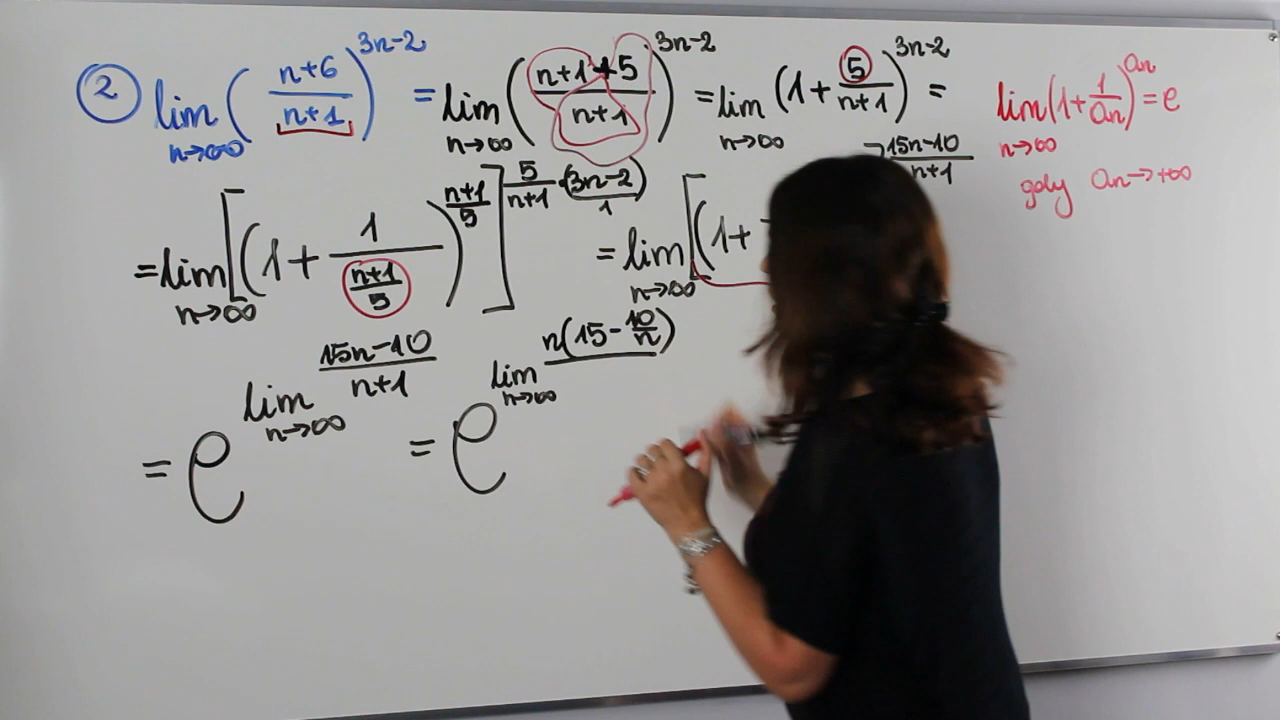 ② lim n→∞ ( (n+6)/(n+1) )^(3n-2) = lim n→∞ ( (n+1+5)/(n+1) )^(3n-2) = lim n→∞ (1 + 5/(n+1))^(3n-2) =
lim n→∞ (1 + 1/an)^an = e
gdy an→+∞
= lim n→∞ [ (1 + 1/((n+1)/5))^((n+1)/5) ]^(5/(n+1) · (3n-2)/1) = lim n→∞ [ (1+ ](15n-10)/(n+1)
= e^(lim n→∞ (15n-10)/(n+1)) = e^(lim n→∞ n(15 - 10/n)